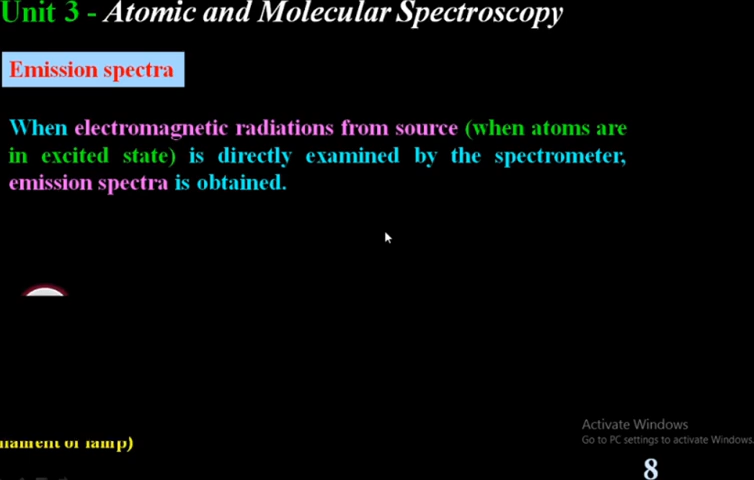 Unit 3 - Atomic and Molecular Spectroscopy
Emission spectra
When electromagnetic radiations from source (when atoms are
in excited state) is directly examined by the spectrometer,
emission spectra is obtained.
of lamp)
Activate Windows
Go to PC settings to activate Windows.
8